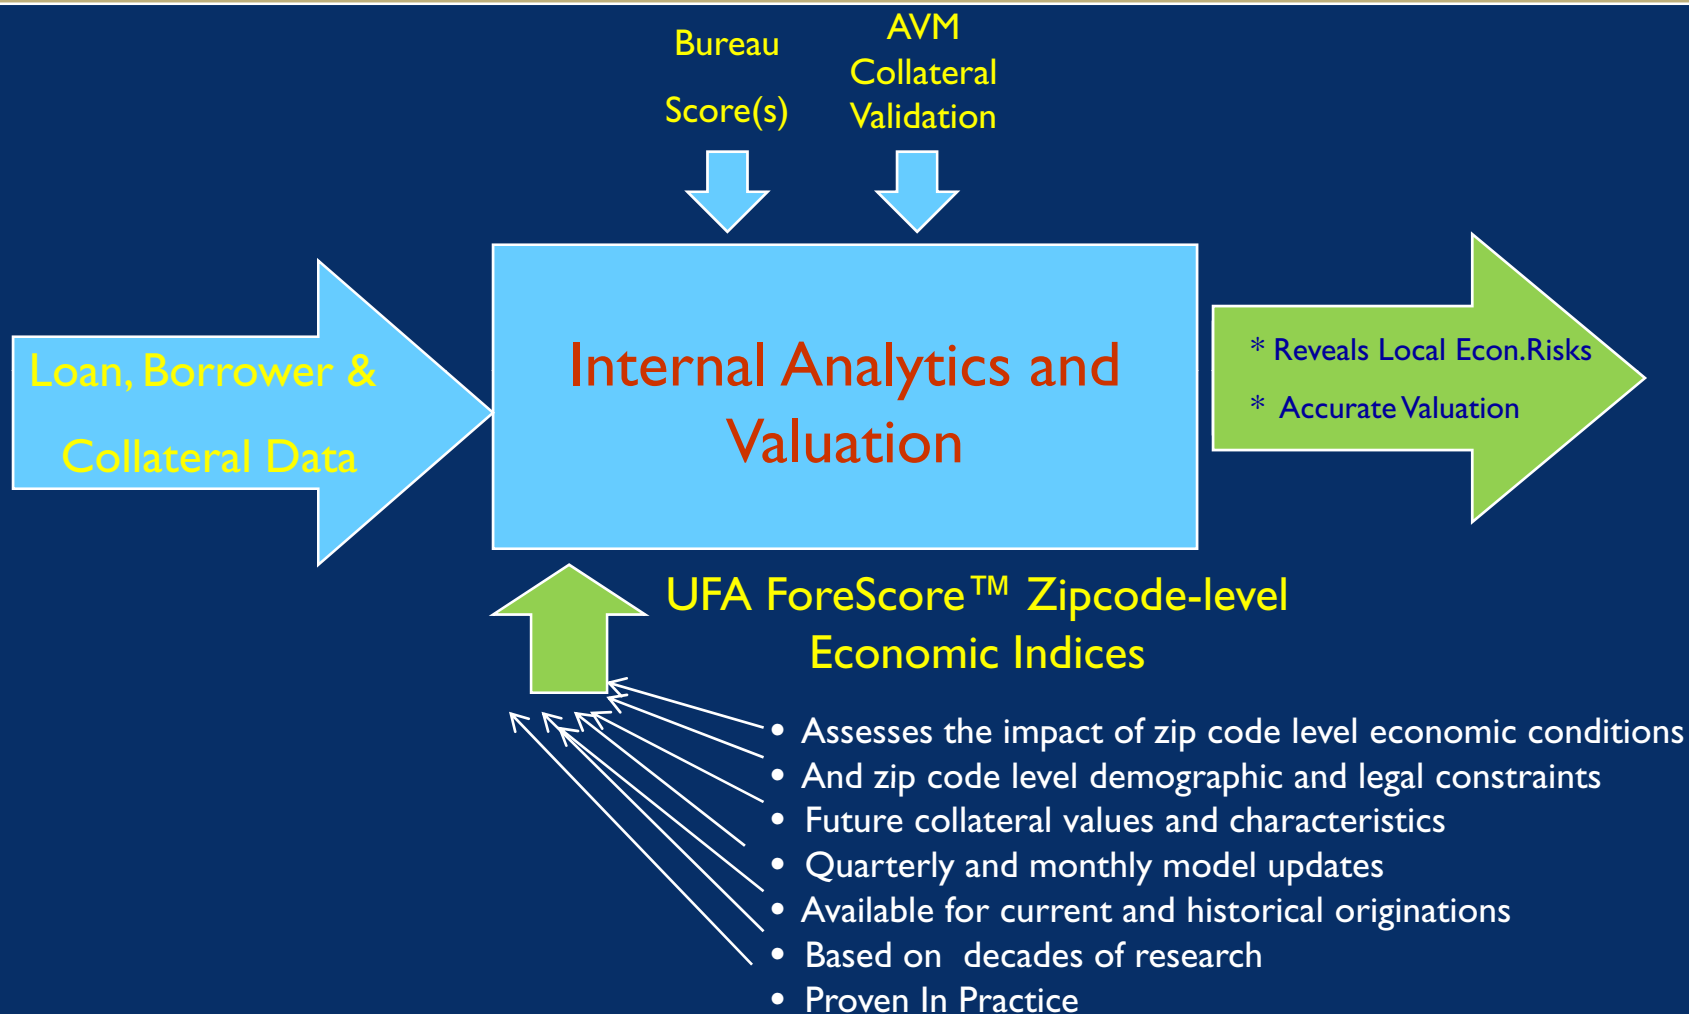 Bureau
Score(s)
AVM
Collateral
Validation
Loan, Borrower &
Collateral Data
Internal Analytics and
Valuation
* Reveals Local Econ.Risks
* Accurate Valuation
UFA ForeScore™ Zipcode-level
Economic Indices
• Assesses the impact of zip code level economic conditions
• And zip code level demographic and legal constraints
• Future collateral values and characteristics
• Quarterly and monthly model updates
• Available for current and historical originations
• Based on decades of research
• Proven In Practice